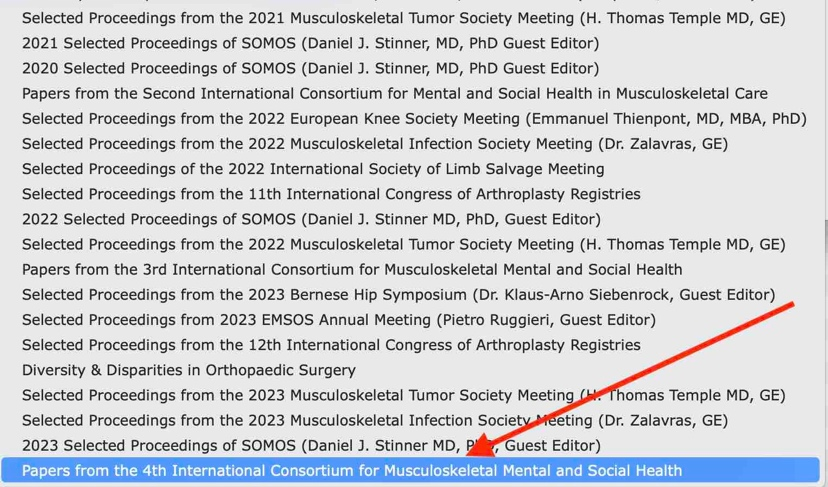 Selected Proceedings from the 2021 Musculoskeletal Tumor Society Meeting (H. Thomas Temple MD, GE)
2021 Selected Proceedings of SOMOS (Daniel J. Stinner, MD, PhD Guest Editor)
2020 Selected Proceedings of SOMOS (Daniel J. Stinner, MD, PhD Guest Editor)
Papers from the Second International Consortium for Mental and Social Health in Musculoskeletal Care
Selected Proceedings from the 2022 European Knee Society Meeting (Emmanuel Thienpont, MD, MBA, PhD)
Selected Proceedings from the 2022 Musculoskeletal Infection Society Meeting (Dr. Zalavras, GE)
Selected Proceedings of the 2022 International Society of Limb Salvage Meeting
Selected Proceedings from the 11th International Congress of Arthroplasty Registries
2022 Selected Proceedings of SOMOS (Daniel J. Stinner MD, PhD, Guest Editor)
Selected Proceedings from the 2022 Musculoskeletal Tumor Society Meeting (H. Thomas Temple MD, GE)
Papers from the 3rd International Consortium for Musculoskeletal Mental and Social Health
Selected Proceedings from the 2023 Bernese Hip Symposium (Dr. Klaus-Arno Siebenrock, Guest Editor)
Selected Proceedings from 2023 EMSOS Annual Meeting (Pietro Ruggieri, Guest Editor)
Selected Proceedings from the 12th International Congress of Arthroplasty Registries
Diversity & Disparities in Orthopaedic Surgery
Selected Proceedings from the 2023 Musculoskeletal Tumor Society Meeting (H. Thomas Temple MD, GE)
Selected Proceedings from the 2023 Musculoskeletal Infection Society Meeting (Dr. Zalavras, GE)
2023 Selected Proceedings of SOMOS (Daniel J. Stinner MD, PhD, Guest Editor)
Papers from the 4th International Consortium for Musculoskeletal Mental and Social Health